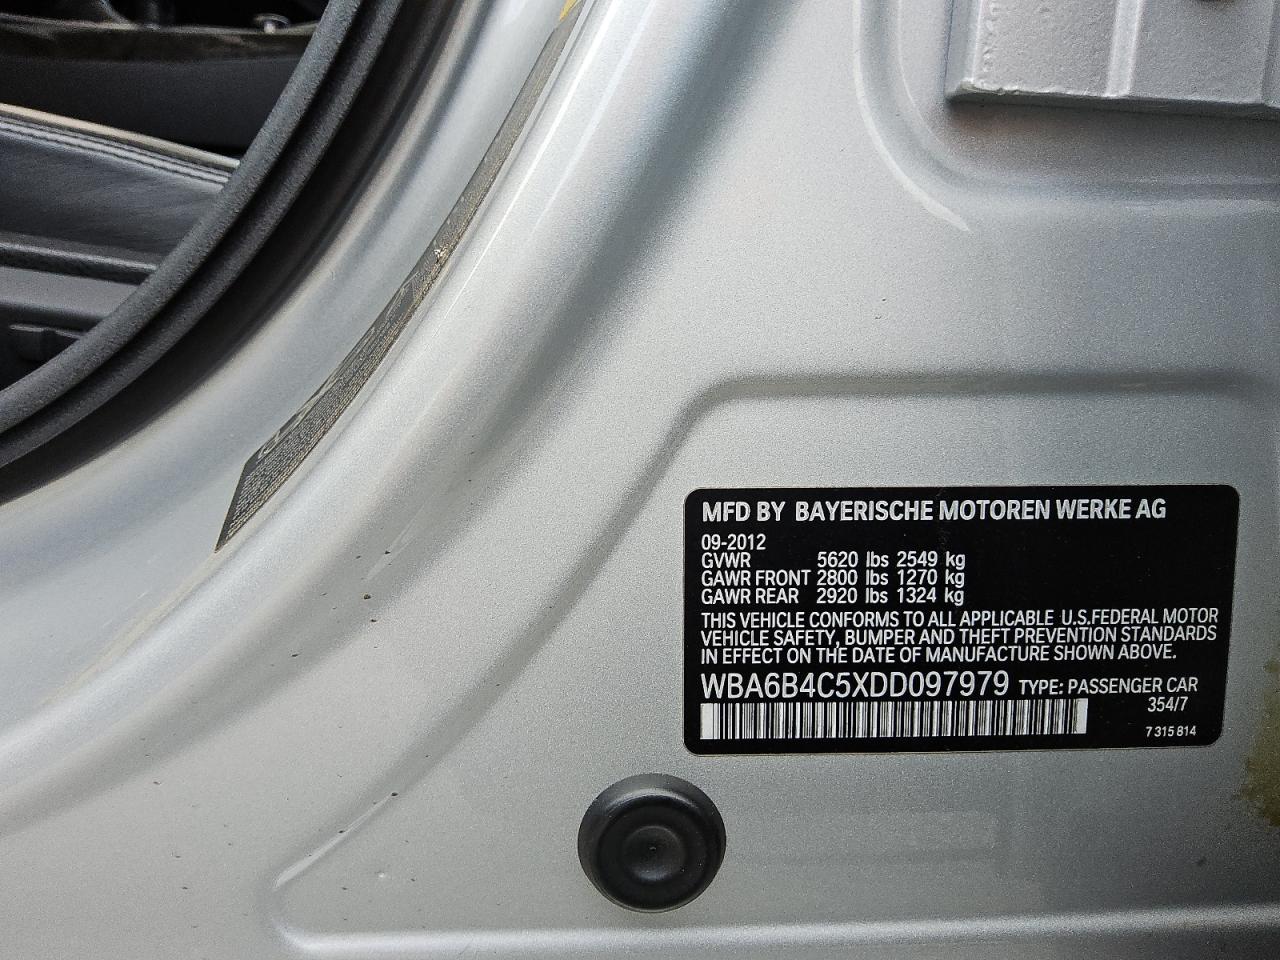 MFD BY BAYERISCHE MOTOREN WERKE AG
09-2012
GVWR 5620 lbs 2549 kg
GAWR FRONT 2800 lbs 1270 kg
GAWR REAR 2920 lbs 1324 kg
THIS VEHICLE CONFORMS TO ALL APPLICABLE U.S.FEDERAL MOTOR
VEHICLE SAFETY, BUMPER AND THEFT PREVENTION STANDARDS
IN EFFECT ON THE DATE OF MANUFACTURE SHOWN ABOVE.
WBA6B4C5XDD097979 TYPE: PASSENGER CAR
354/7
7 315 814